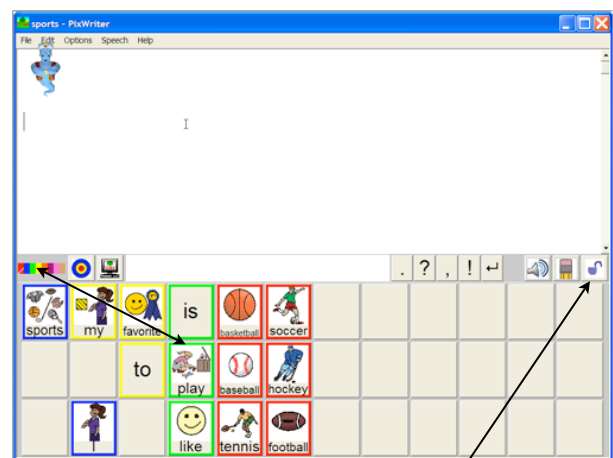 sports - PixWriter
File Edit Options Speech Help
. ? , ! ↵
sports my favorite is basketball soccer
to play baseball hockey
I like tennis football